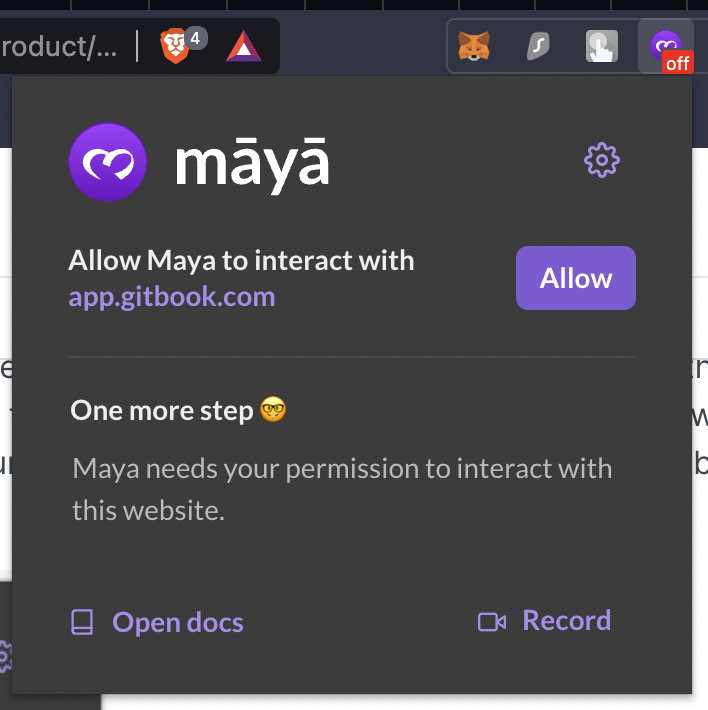 roduct/...
4
off
māyā
Allow Maya to interact with
app.gitbook.com
Allow
One more step 🤓
Maya needs your permission to interact with
this website.
Open docs
Record